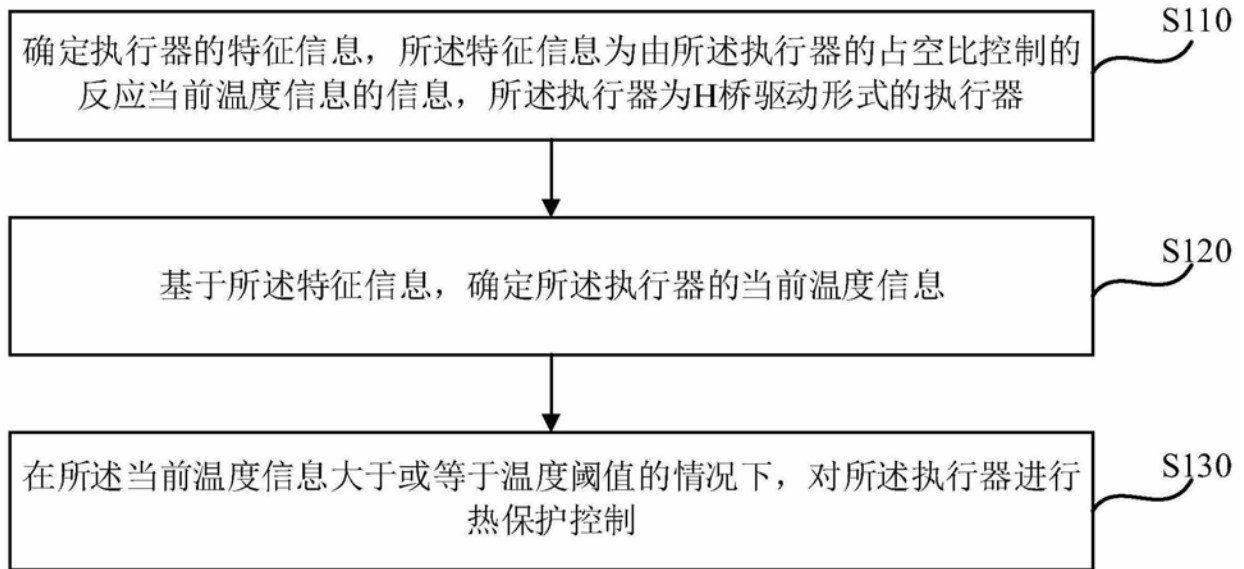 S110
确定执行器的特征信息，所述特征信息为由所述执行器的占空比控制的
反应当前温度信息的信息，所述执行器为H桥驱动形式的执行器
S120
基于所述特征信息，确定所述执行器的当前温度信息
S130
在所述当前温度信息大于或等于温度阈值的情况下，对所述执行器进行
热保护控制